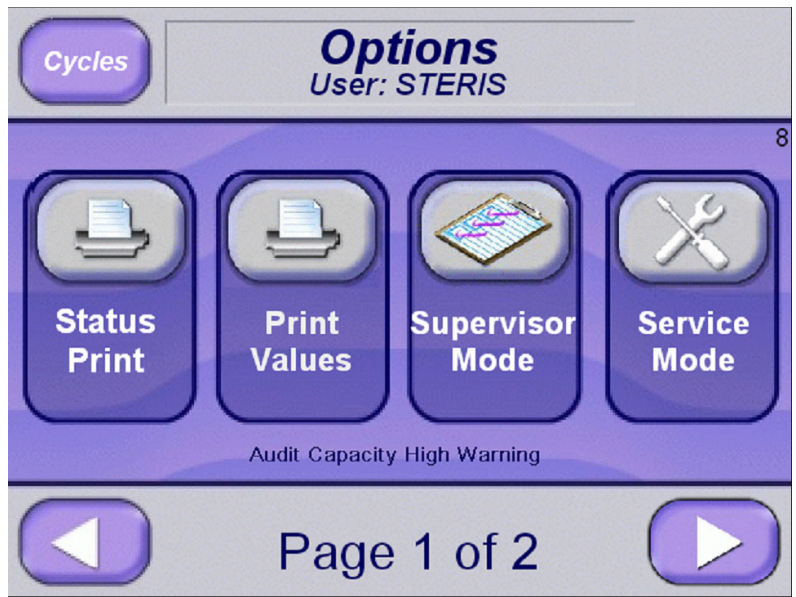 Cycles
Options
User: STERIS
8
Status
Print
Print
Values
Supervisor
Mode
Service
Mode
Audit Capacity High Warning
Page 1 of 2